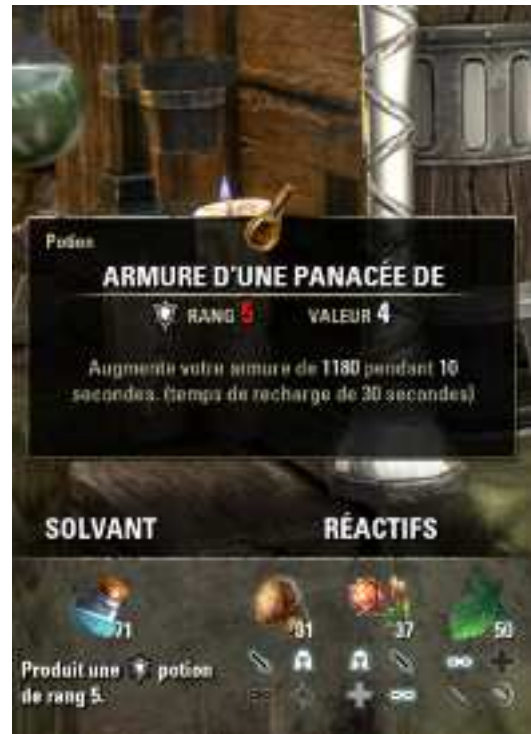 Potion
ARMURE D'UNE PANACÉE DE
RANG 5 VALEUR 4
Augmente votre armure de 1180 pendant 10
secondes. (temps de recharge de 30 secondes)
SOLVANT RÉACTIFS
71 31 37 50
Produit une potion
de rang 5.